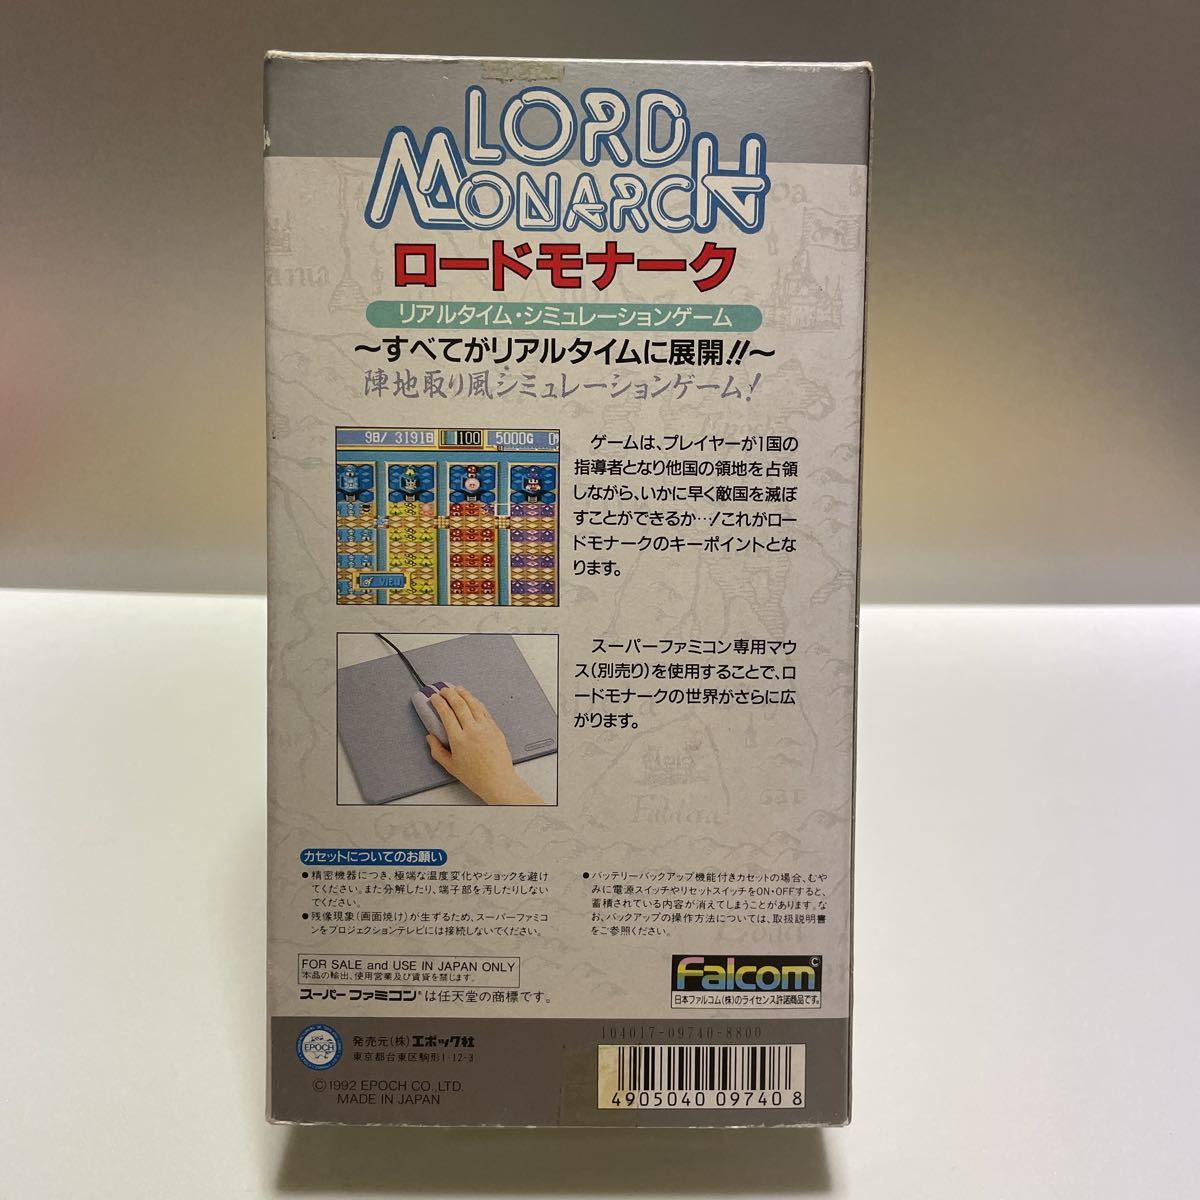 LORD
MONARCH
ロードモナーク
リアルタイム・シミュレーションゲーム
〜すべてがリアルタイムに展開!!〜
陣地取り風シミュレーションゲーム!
9B/ 3191B 100 5000G
VIEW
ゲームは、プレイヤーが1国の
指導者となり他国の領地を占領
しながら、いかに早く敵国を滅ぼ
すことができるか…!これがロー
ドモナークのキーポイントとな
ります。
スーパーファミコン専用マウ
ス(別売り)を使用することで、ロ
ードモナークの世界がさらに広
がります。
Epoch
Gavi
Faldera
カセットについてのお願い
●精密機器につき、極端な温度変化やショックを避け
てください。また分解したり、端子部を汚したりしない
でください。
●残像現象(画面焼け)が生ずるため、スーパーファミコ
ンをプロジェクションテレビには接続しないでください。
●バッテリーバックアップ機能付きカセットの場合、むや
みに電源スイッチやリセットスイッチをON・OFFすると、
蓄積されている内容が消えてしまうことがあります。な
お、バックアップの操作方法については、取扱説明書
をご参照ください。
FOR SALE and USE IN JAPAN ONLY
本品の輸出、使用営業及び賃貸を禁じます。
スーパーファミコン®は任天堂の商標です。
Falcom ©
日本ファルコム(株)のライセンス許諾商品です。
EPOCH
発売元(株)エポック社
東京都台東区駒形1-12-3
©1992 EPOCH CO.,LTD.
MADE IN JAPAN
104017-09740-8800
4905040 097408